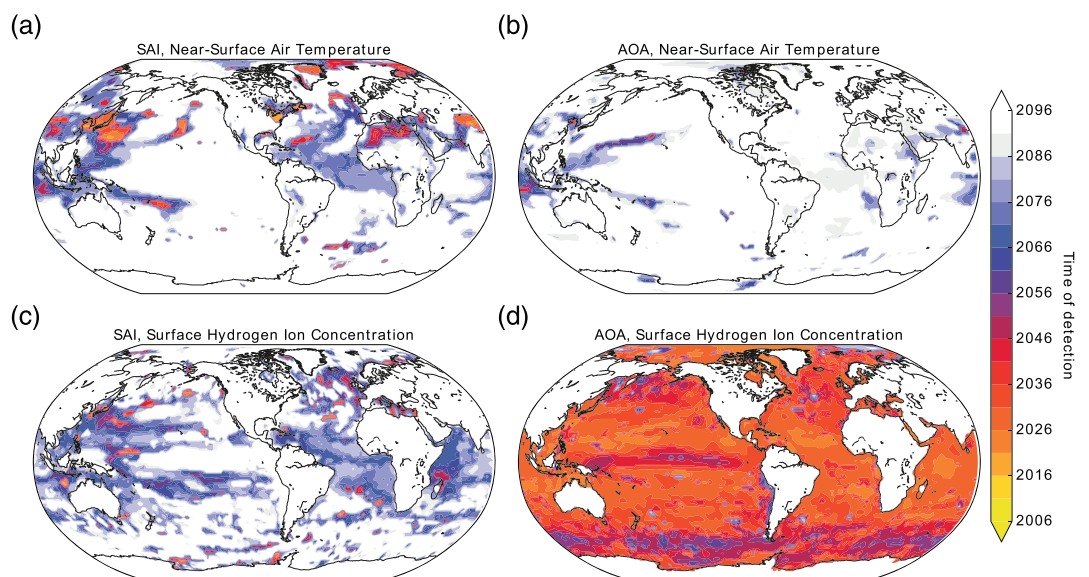 (a)
SAI, Near-Surface Air Temperature
(b)
AOA, Near-Surface Air Temperature
(c)
SAI, Surface Hydrogen Ion Concentration
(d)
AOA, Surface Hydrogen Ion Concentration
2096
2086
2076
2066
2056
2046
2036
2026
2016
2006
Time of detection